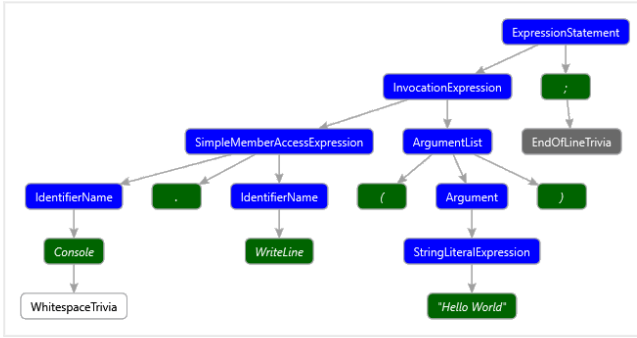 ExpressionStatement
InvocationExpression ;
SimpleMemberAccessExpression ArgumentList EndOfLineTrivia
IdentifierName . IdentifierName ( Argument )
Console WriteLine StringLiteralExpression
WhitespaceTrivia "Hello World"